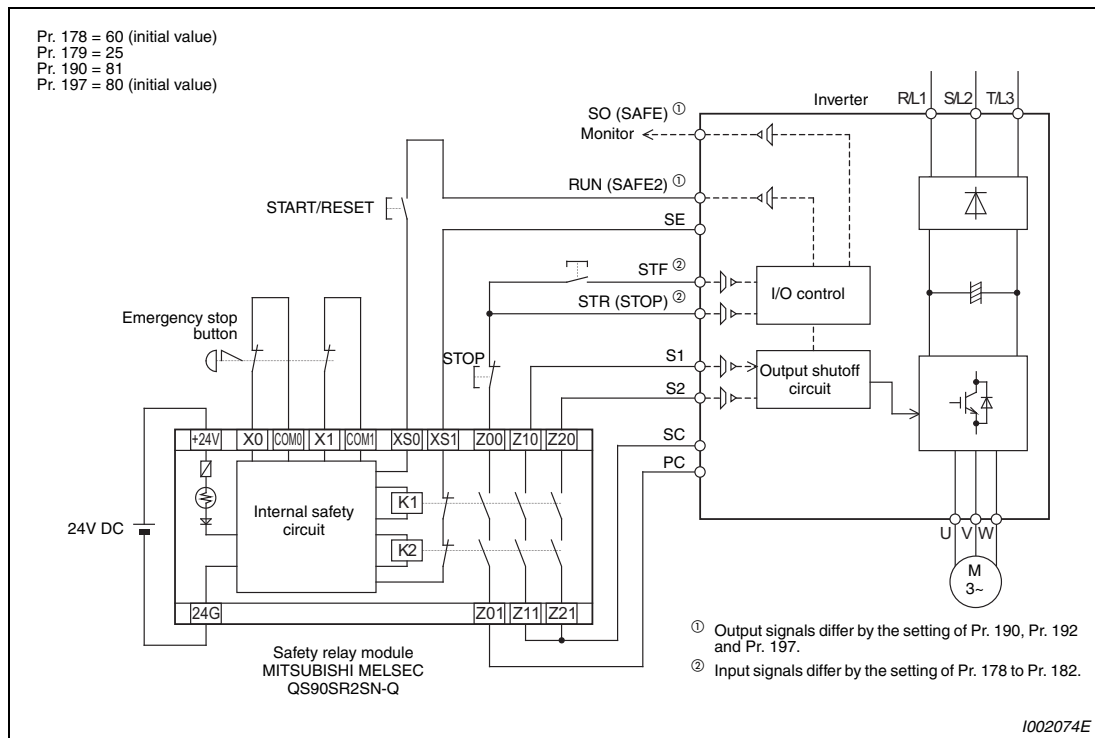 Pr. 178 = 60 (initial value)
Pr. 179 = 25
Pr. 190 = 81
Pr. 197 = 80 (initial value)
Inverter
R/L1
S/L2
T/L3
SO (SAFE) ①
Monitor
RUN (SAFE2) ①
START/RESET
SE
STF ②
I/O control
STR (STOP) ②
Emergency stop
button
STOP
S1
Output shutoff
circuit
S2
SC
PC
+24V
X0
COM0
X1
COM1
XS0
XS1
Z00
Z10
Z20
K1
Internal safety
circuit
24V DC
K2
U
V
W
M
3~
24G
Z01
Z11
Z21
Safety relay module
MITSUBISHI MELSEC
QS90SR2SN-Q
① Output signals differ by the setting of Pr. 190, Pr. 192
and Pr. 197.
② Input signals differ by the setting of Pr. 178 to Pr. 182.
I002074E